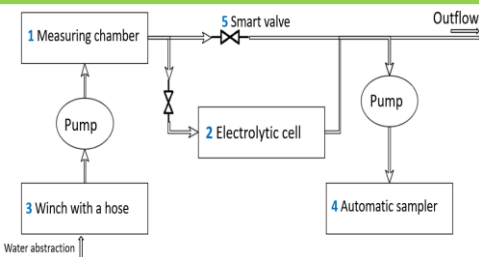 5 Smart valve
Outflow
1 Measuring chamber
Pump
Pump
2 Electrolytic cell
3 Winch with a hose
4 Automatic sampler
Water abstraction